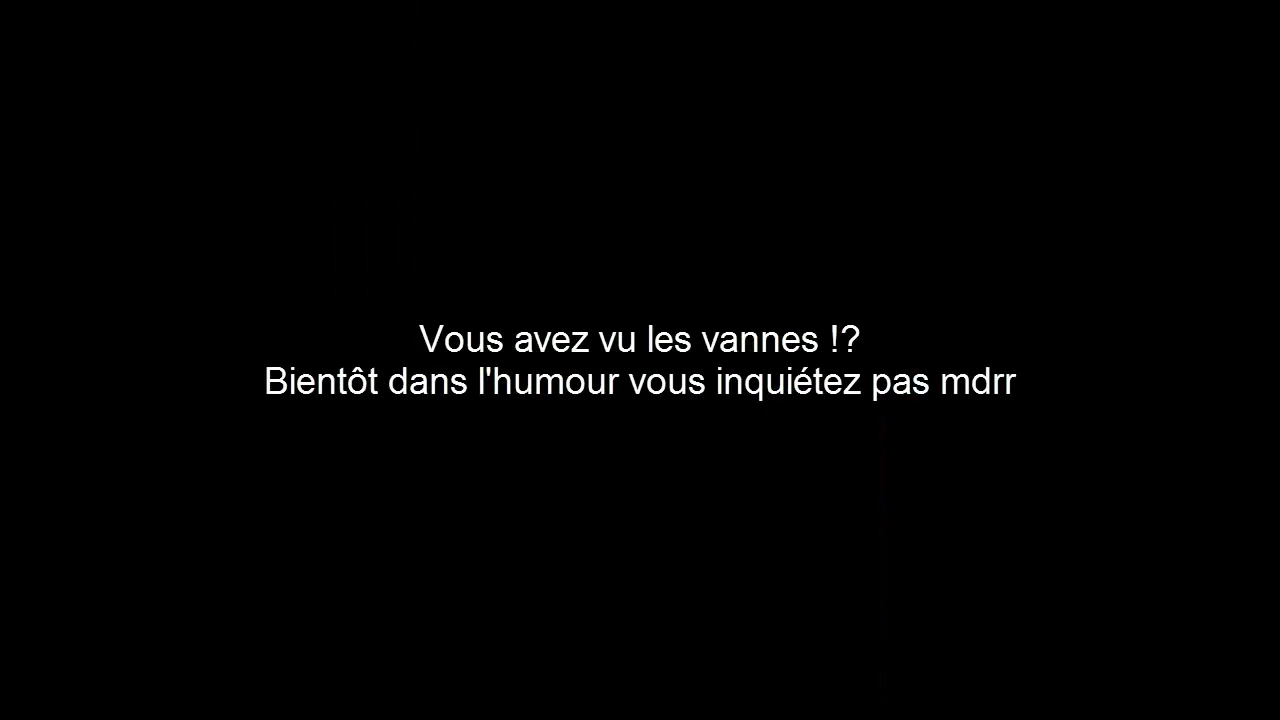 Vous avez vu les vannes !?
Bientôt dans l'humour vous inquiétez pas mdrr